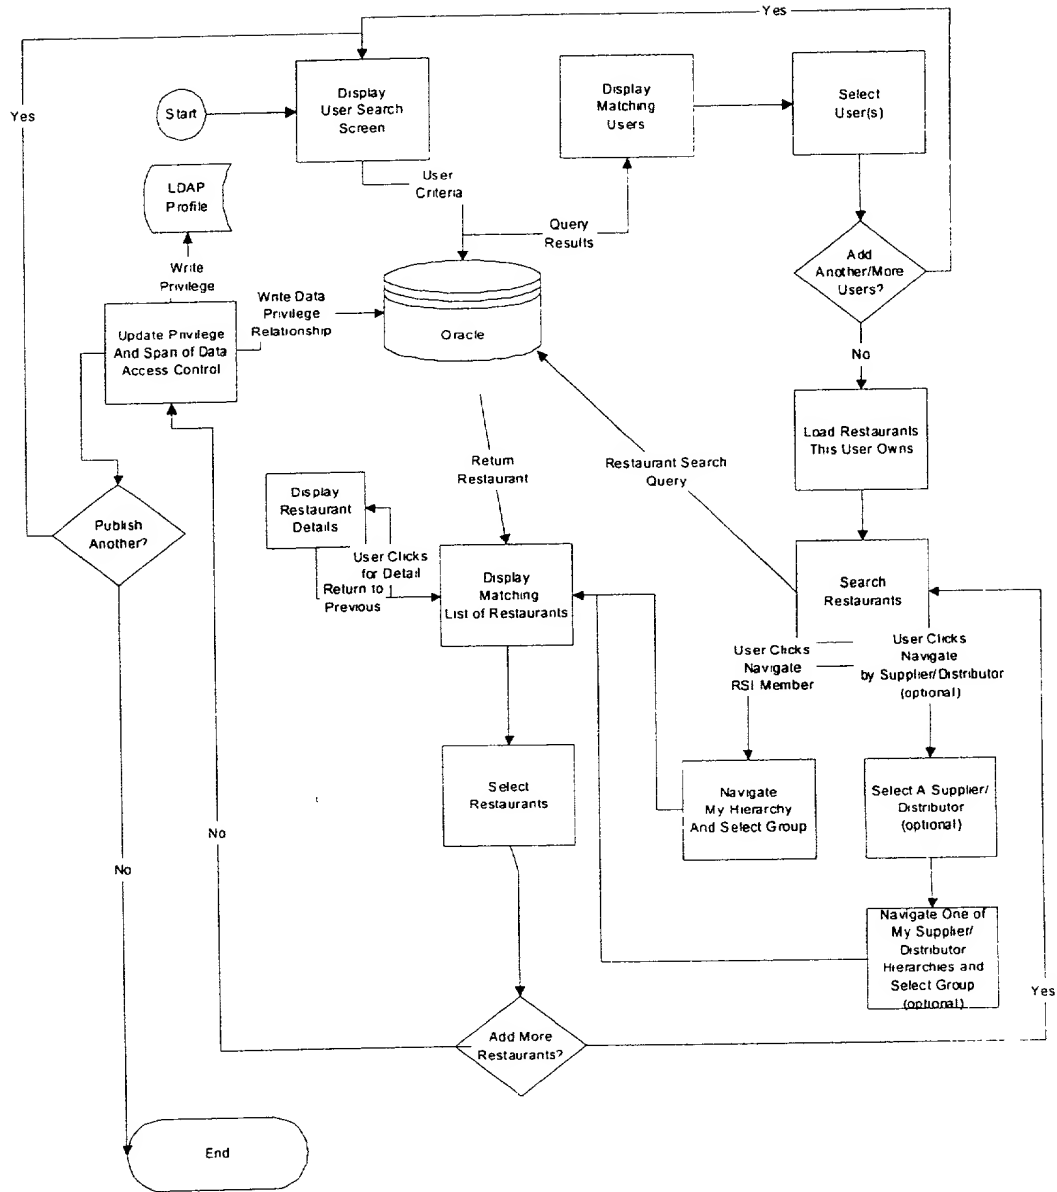 Yes
Yes
Start
Display
User Search
Screen
Display
Matching
Users
Select
User(s)
LDAP
Profile
User
Criteria
Query
Results
Write
Privilege
Write Data
Privilege
Relationship
Oracle
Add
Another/More
Users?
Update Privilege
And Span of Data
Access Control
No
Load Restaurants
This User Owns
Return
Restaurant
Restaurant Search
Query
Display
Restaurant
Details
Publish
Another?
User Clicks
for Detail
Return to
Previous
Display
Matching
List of Restaurants
Search
Restaurants
User Clicks
Navigate
RSI Member
User Clicks
Navigate
by Supplier/Distributor
(optional)
Select
Restaurants
Navigate
My Hierarchy
And Select Group
Select A Supplier/
Distributor
(optional)
No
No
Navigate One of
My Supplier/
Distributor
Hierarchies and
Select Group
(optional)
Yes
Add More
Restaurants?
End